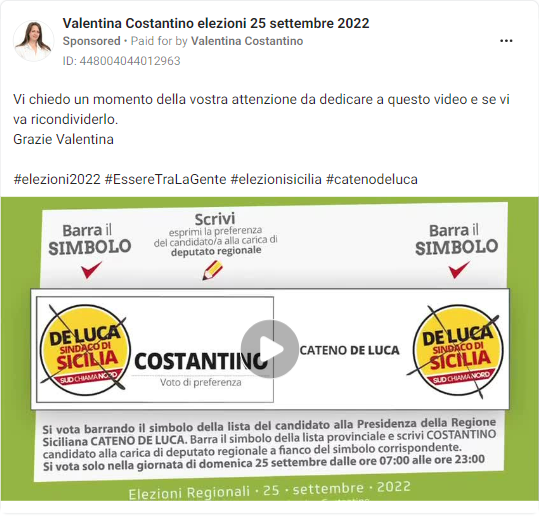 Valentina Costantino elezioni 25 settembre 2022
Sponsored • Paid for by Valentina Costantino
ID: 448004044012963
Vi chiedo un momento della vostra attenzione da dedicare a questo video e se vi
va ricondividerlo.
Grazie Valentina
#elezioni2022 #EssereTraLaGente #elezionisicilia #catenodeluca
Barra il
SIMBOLO
Scrivi
esprimi la preferenza
del candidato/a alla carica di
deputato regionale
Barra il
SIMBOLO
DE LUCA
SINDACO DI
SICILIA
SUD CHIAMA NORD
COSTANTINO
Voto di preferenza
CATENO DE LUCA
DE LUCA
SINDACO DI
SICILIA
SUD CHIAMA NORD
Si vota barrando il simbolo della lista del candidato alla Presidenza della Regione
Siciliana CATENO DE LUCA. Barra il simbolo della lista provinciale e scrivi COSTANTINO
candidato alla carica di deputato regionale a fianco del simbolo corrispondente.
Si vota solo nella giornata di domenica 25 settembre dalle ore 07:00 alle ore 23:00
Elezioni Regionali • 25 • settembre • 2022